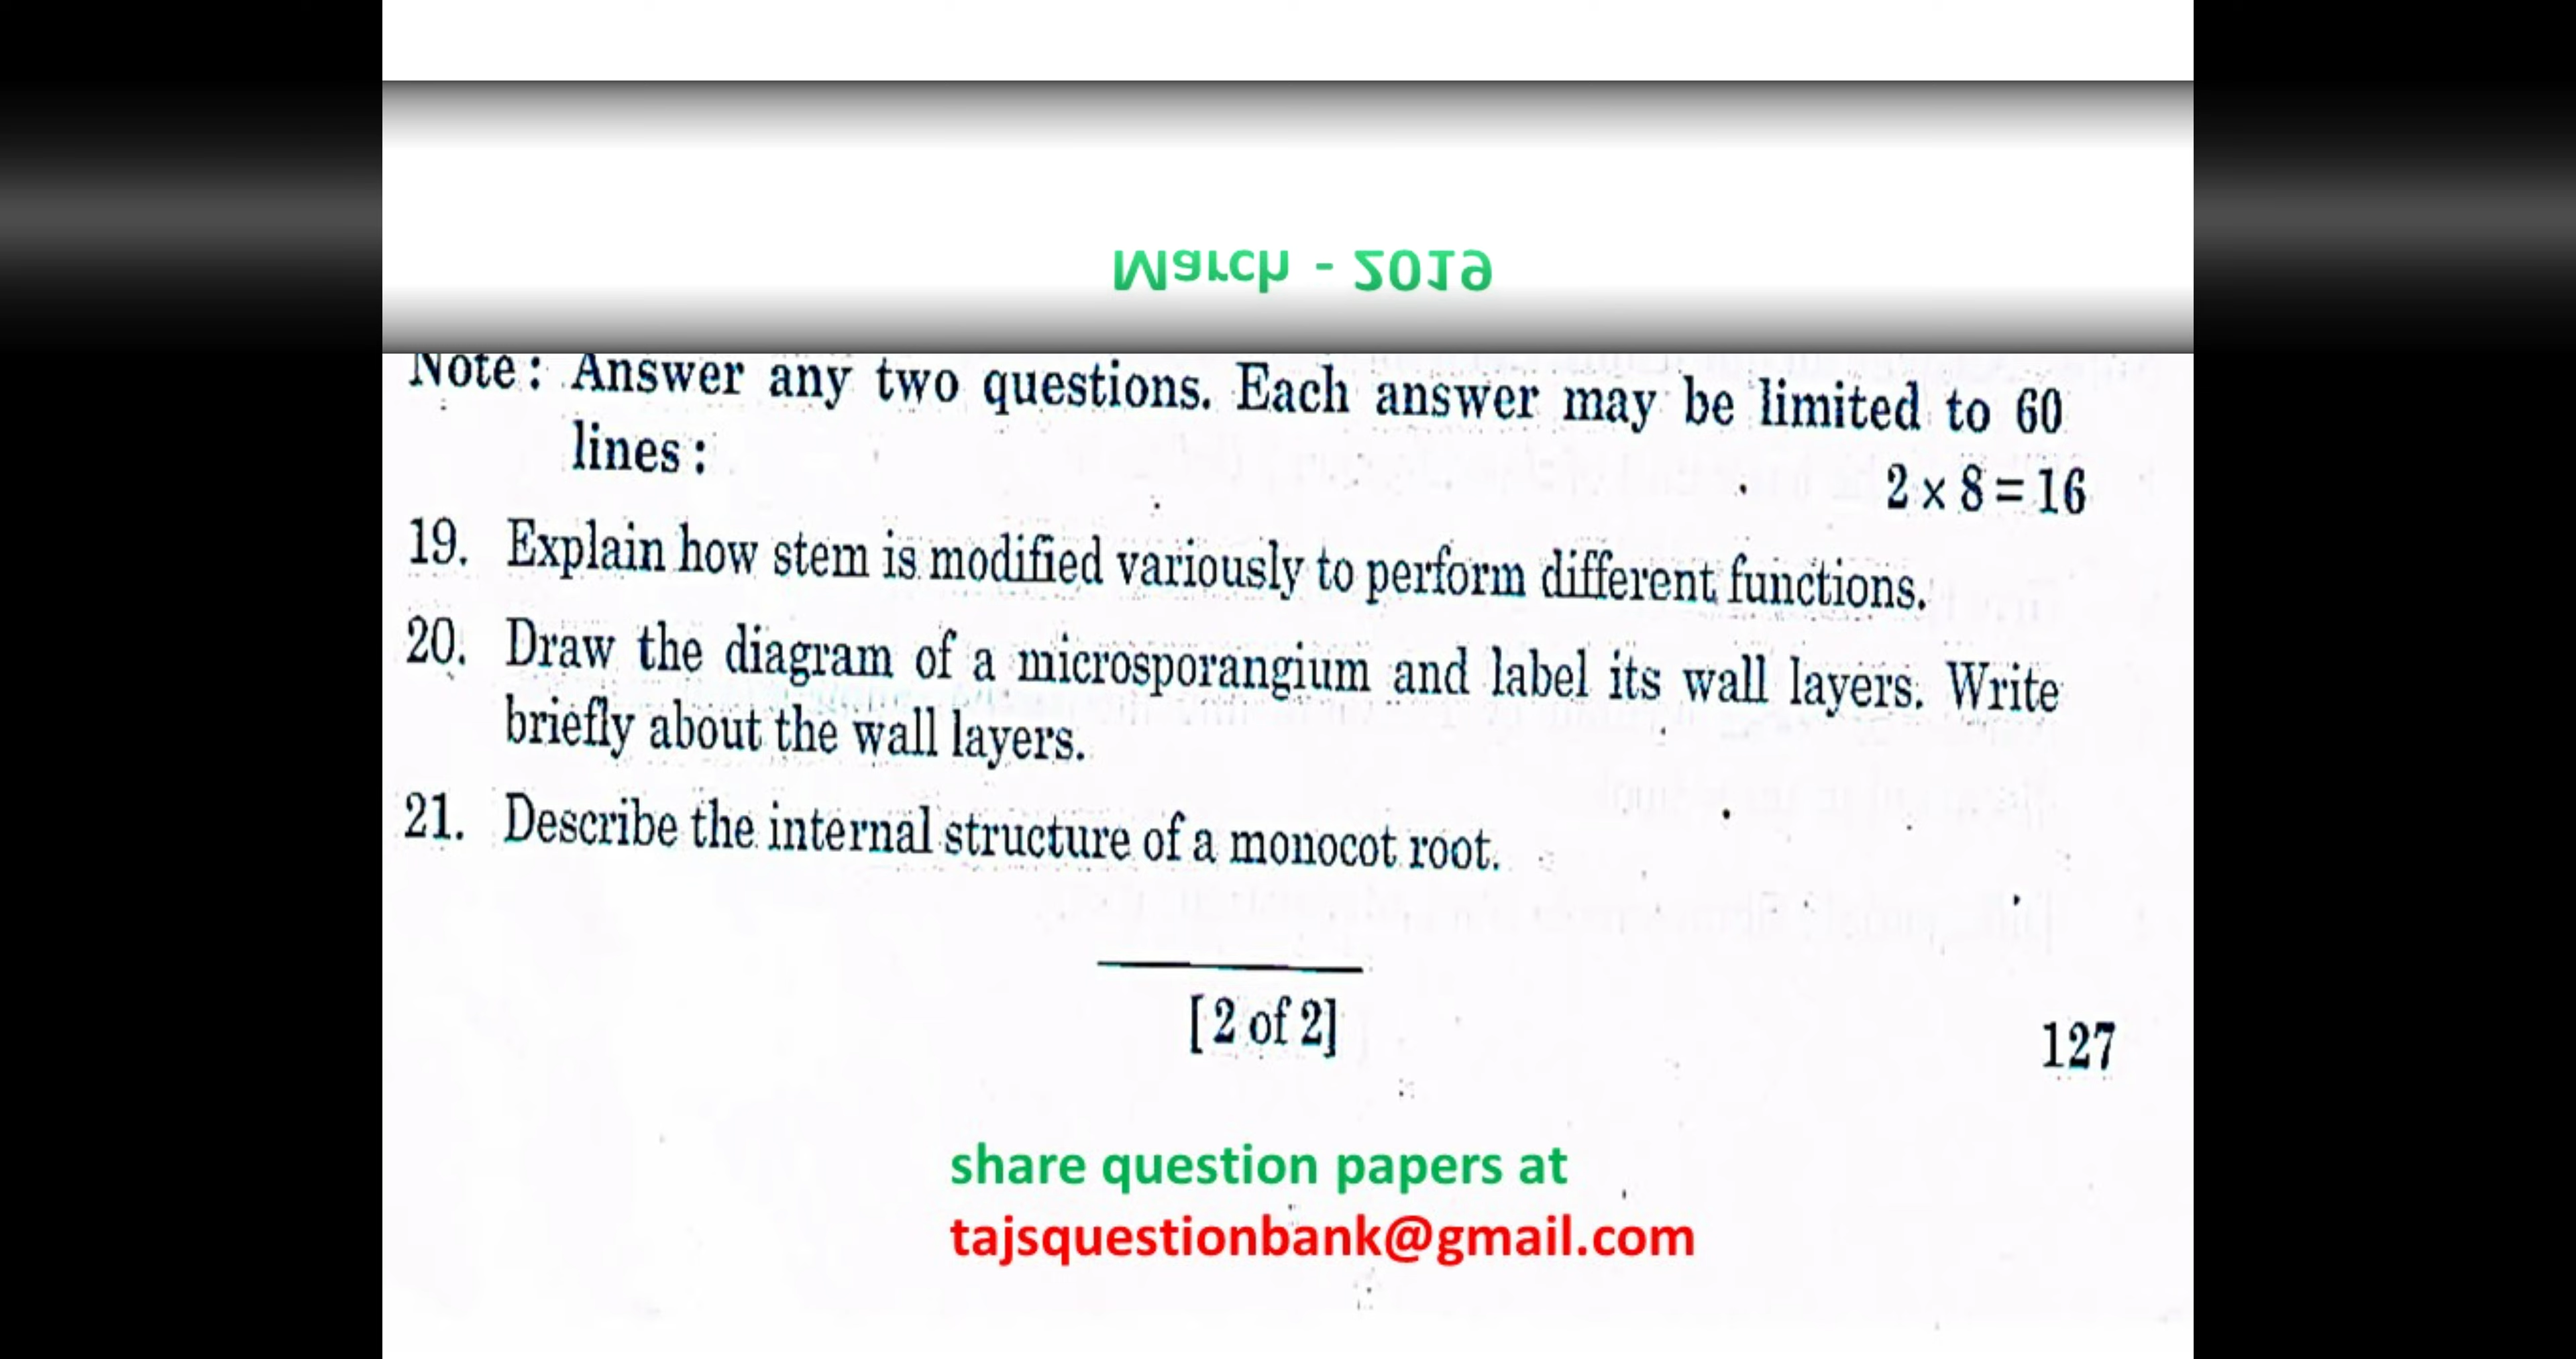 March - 2019
Note: Answer any two questions. Each answer may be limited to 60
lines:
2 × 8 = 16
19. Explain how stem is modified variously to perform different functions.
20. Draw the diagram of a microsporangium and label its wall layers. Write
briefly about the wall layers.
21. Describe the internal structure of a monocot root.
[2 of 2]
127
share question papers at
tajsquestionbank@gmail.com